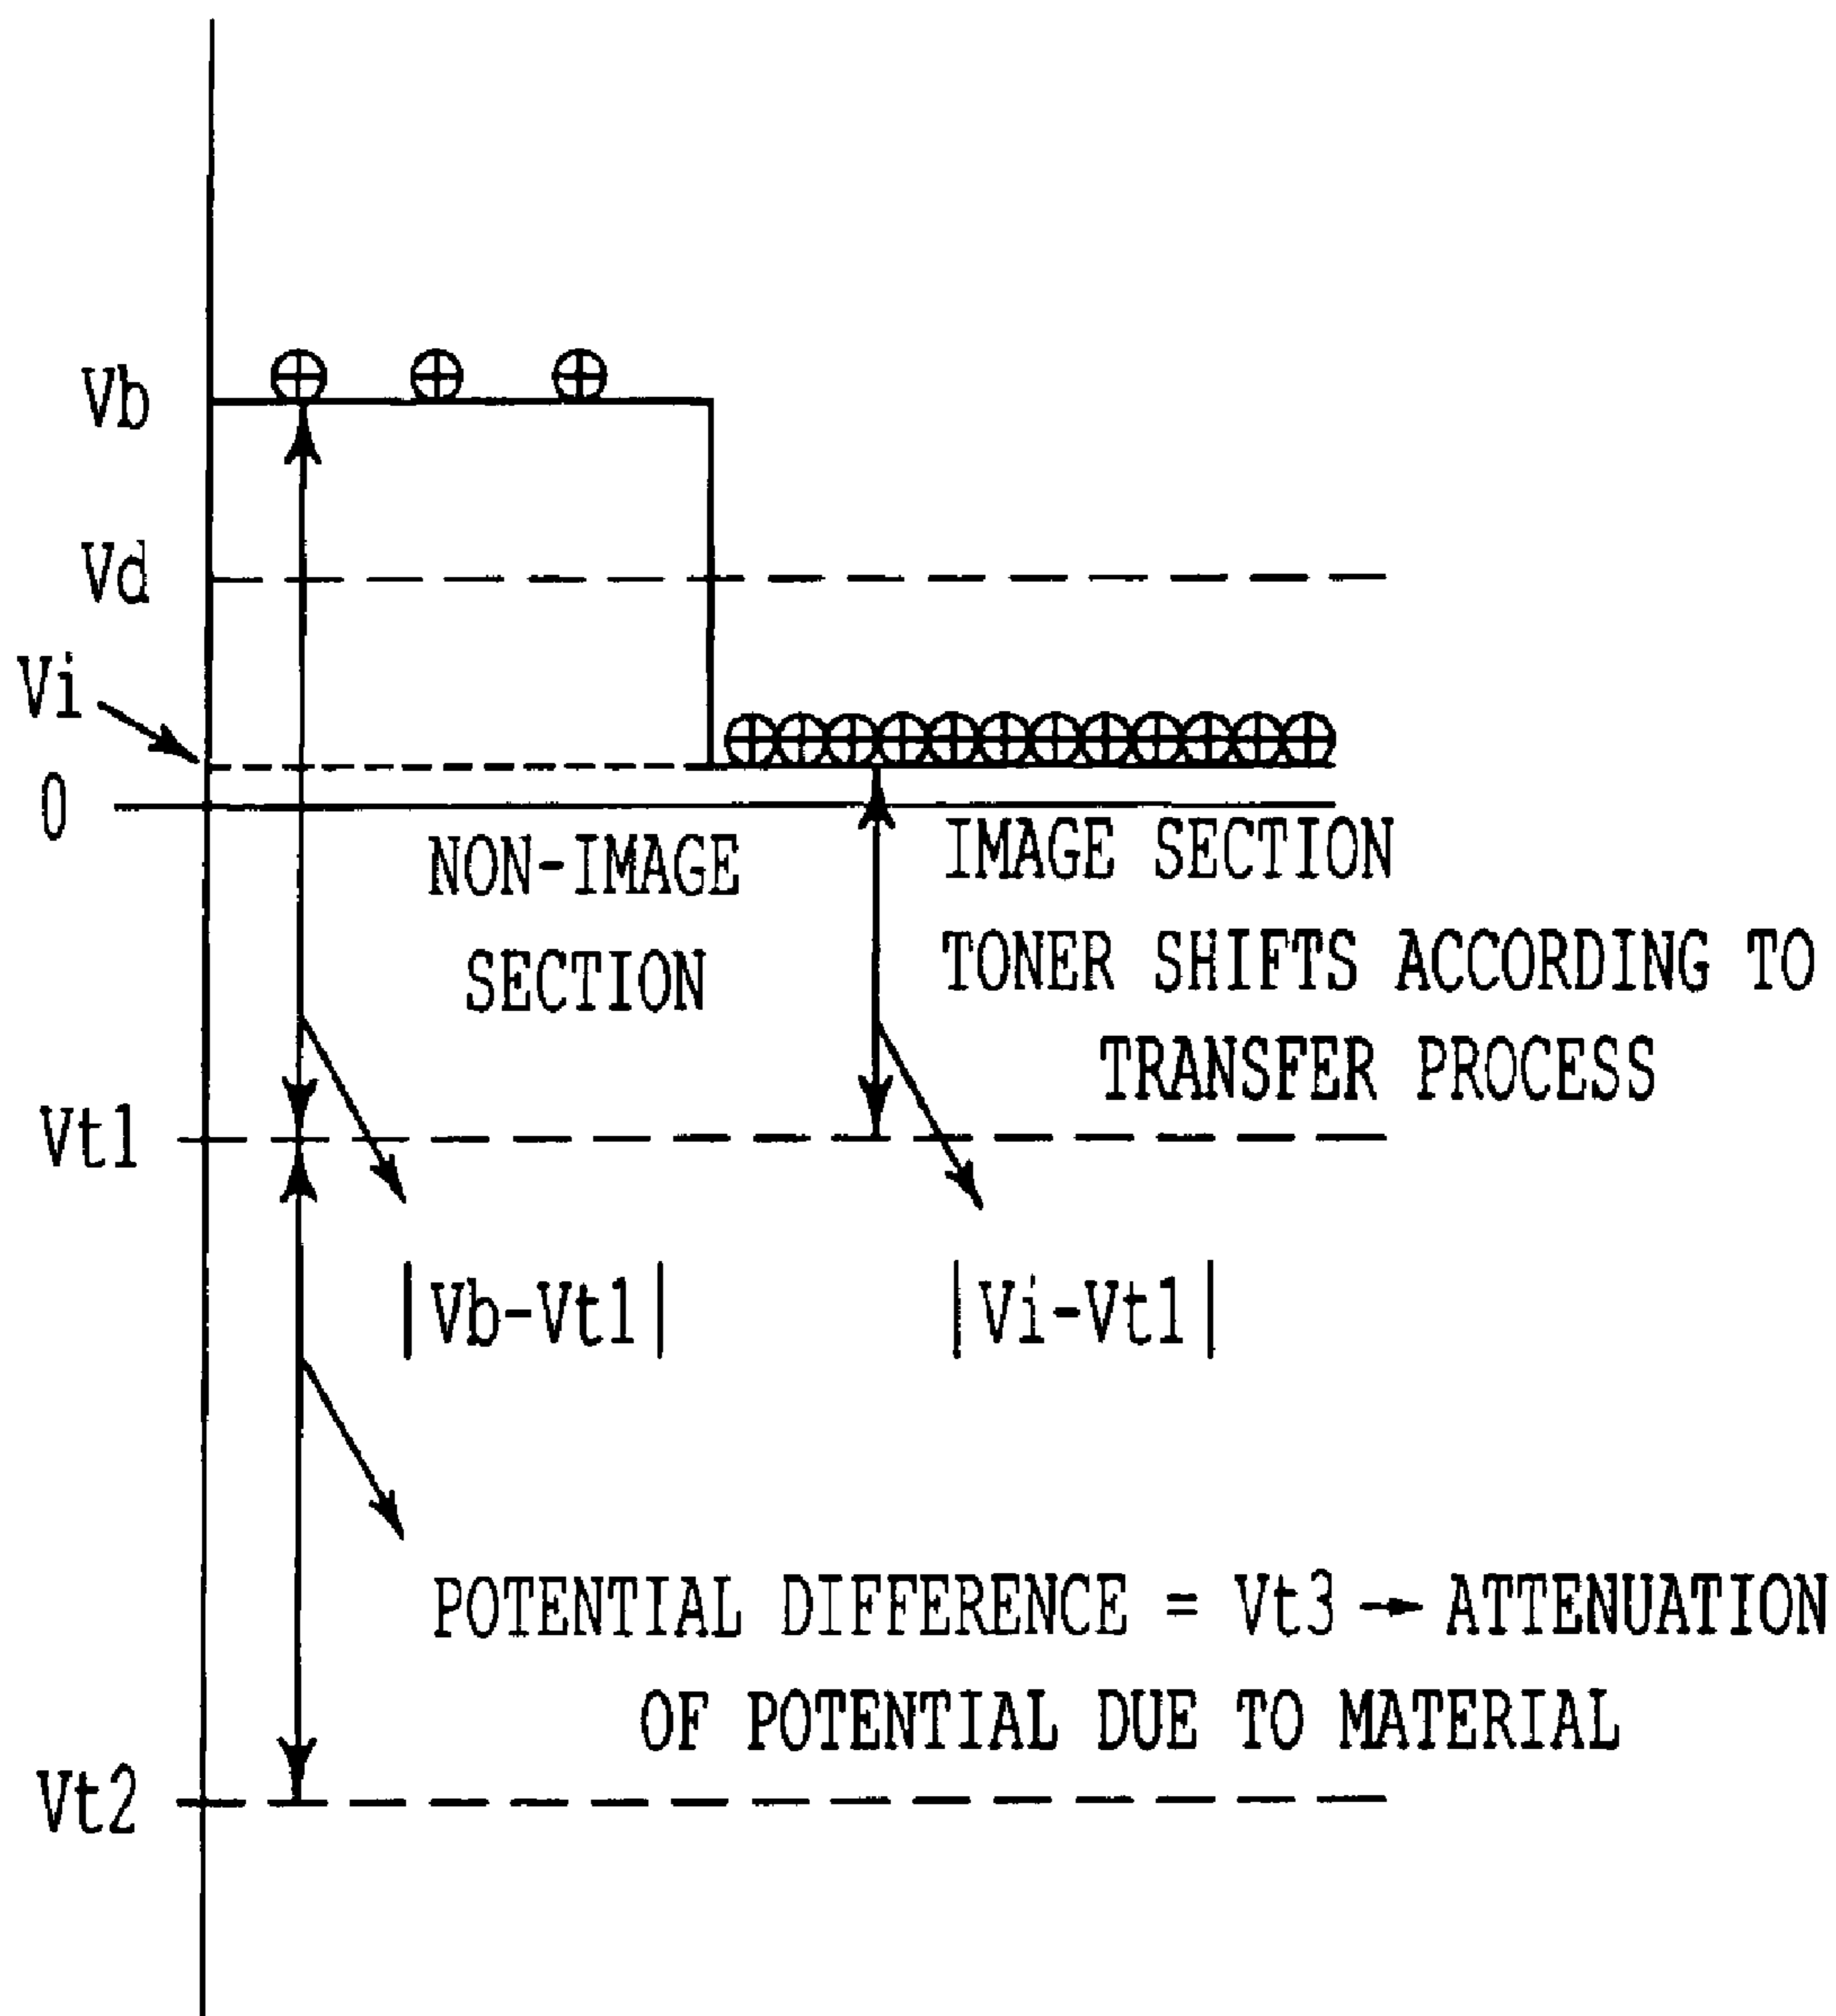 Vb
Vd
Vi
0
NON-IMAGE
SECTION
IMAGE SECTION
TONER SHIFTS ACCORDING TO
TRANSFER PROCESS
Vt1
|Vb-Vt1|
|Vi-Vt1|
POTENTIAL DIFFERENCE = Vt3 → ATTENUATION
OF POTENTIAL DUE TO MATERIAL
Vt2